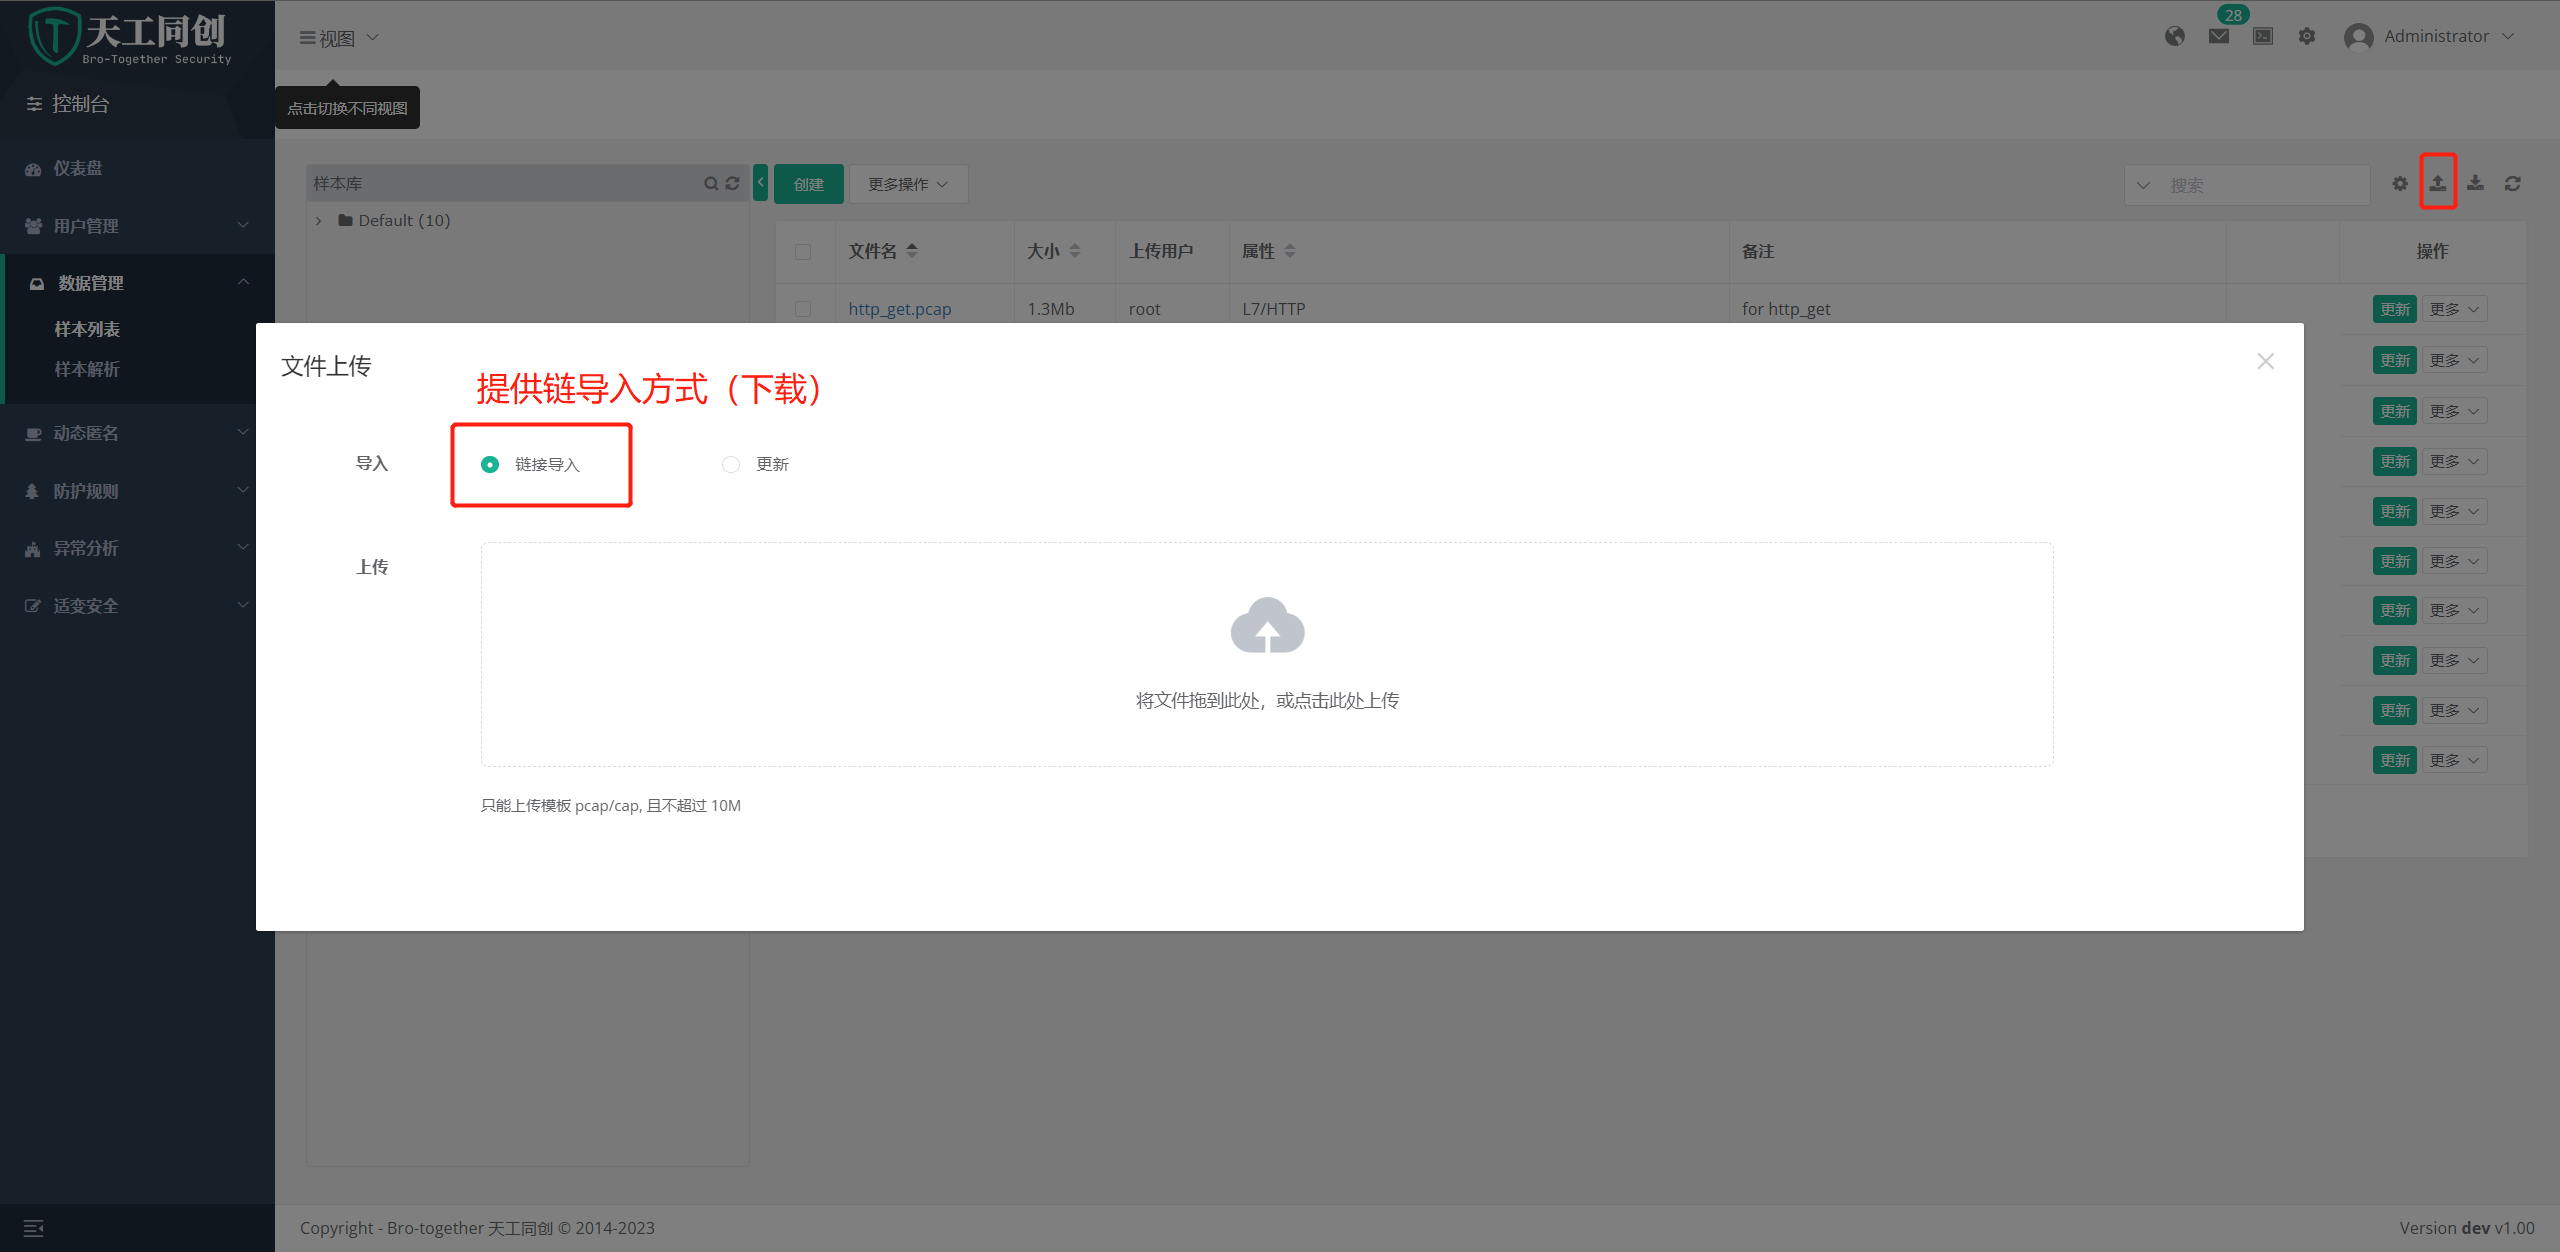 天工同创
Bro-Together Security
视图
28
Administrator
控制台
点击切换不同视图
仪表盘
用户管理
数据管理
样本列表
样本解析
动态匿名
防护规则
异常分析
适变安全
样本库
Default (10)
创建
更多操作
搜索
文件名 大小 上传用户 属性 备注 操作
http_get.pcap 1.3Mb root L7/HTTP for http_get 更新 更多
更新 更多
更新 更多
更新 更多
更新 更多
更新 更多
更新 更多
更新 更多
更新 更多
更新 更多
文件上传
提供链导入方式（下载）
导入 链接导入 更新
上传
将文件拖到此处，或点击此处上传
只能上传模板 pcap/cap, 且不超过 10M
Copyright - Bro-together 天工同创 © 2014-2023
Version dev v1.00